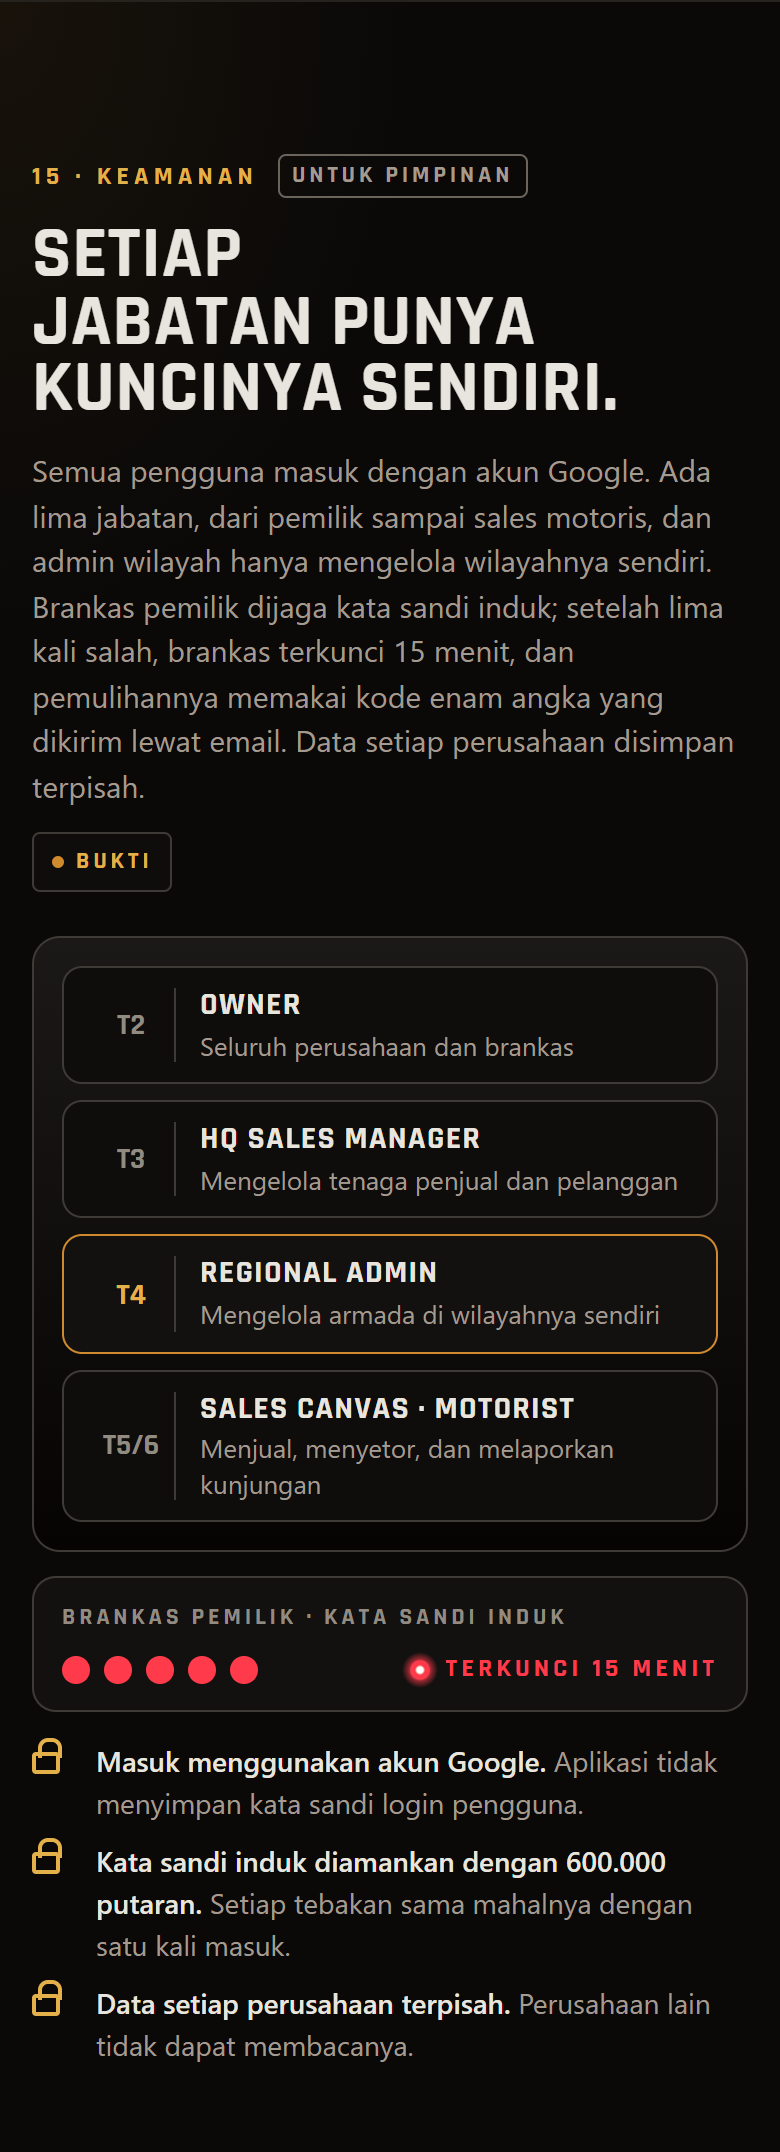 15 · KEAMANAN
UNTUK PIMPINAN
SETIAP
JABATAN PUNYA
KUNCINYA SENDIRI.
Semua pengguna masuk dengan akun Google. Ada
lima jabatan, dari pemilik sampai sales motoris, dan
admin wilayah hanya mengelola wilayahnya sendiri.
Brankas pemilik dijaga kata sandi induk; setelah lima
kali salah, brankas terkunci 15 menit, dan
pemulihannya memakai kode enam angka yang
dikirim lewat email. Data setiap perusahaan disimpan
terpisah.
BUKTI
T2
OWNER
Seluruh perusahaan dan brankas
T3
HQ SALES MANAGER
Mengelola tenaga penjual dan pelanggan
T4
REGIONAL ADMIN
Mengelola armada di wilayahnya sendiri
T5/6
SALES CANVAS · MOTORIST
Menjual, menyetor, dan melaporkan
kunjungan
BRANKAS PEMILIK · KATA SANDI INDUK
TERKUNCI 15 MENIT
Masuk menggunakan akun Google. Aplikasi tidak
menyimpan kata sandi login pengguna.
Kata sandi induk diamankan dengan 600.000
putaran. Setiap tebakan sama mahalnya dengan
satu kali masuk.
Data setiap perusahaan terpisah. Perusahaan lain
tidak dapat membacanya.